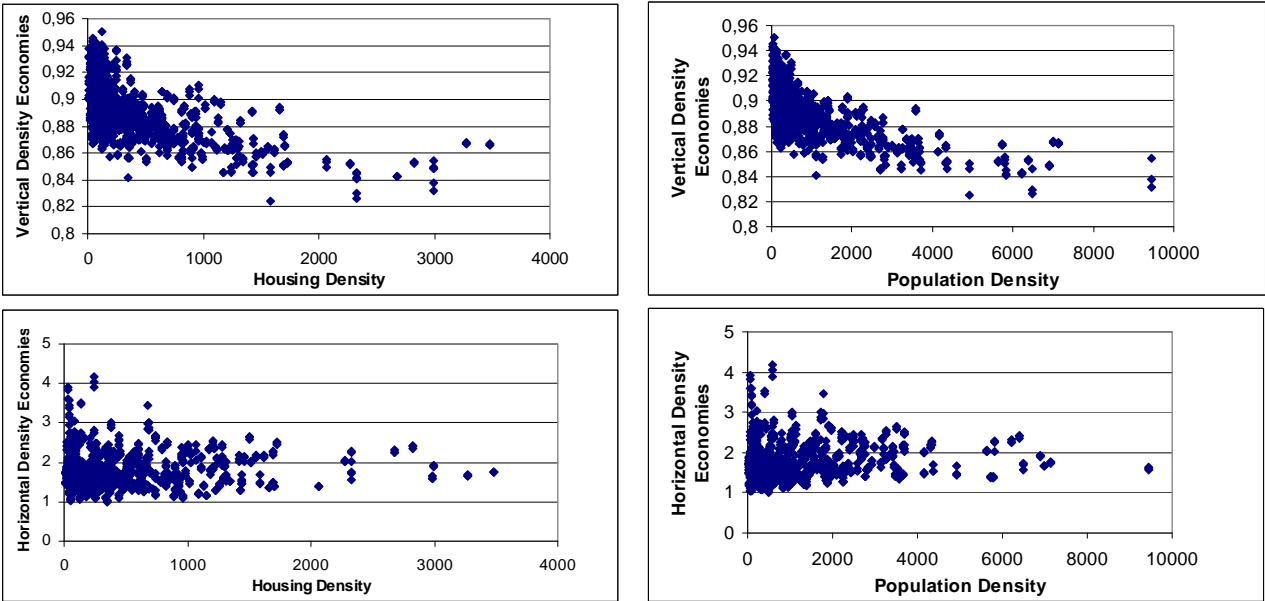 Vertical Density Economies
0,96
0,94
0,92
0,9
0,88
0,86
0,84
0,82
0,8
0 1000 2000 3000 4000
Housing Density
Vertical Density
Economies
0,96
0,94
0,92
0,9
0,88
0,86
0,84
0,82
0,8
0 2000 4000 6000 8000 10000
Population Density
Horizontal Density Economies
5
4
3
2
1
0
0 1000 2000 3000 4000
Housing Density
Horizontal Density
Economies
5
4
3
2
1
0
0 2000 4000 6000 8000 10000
Population Density